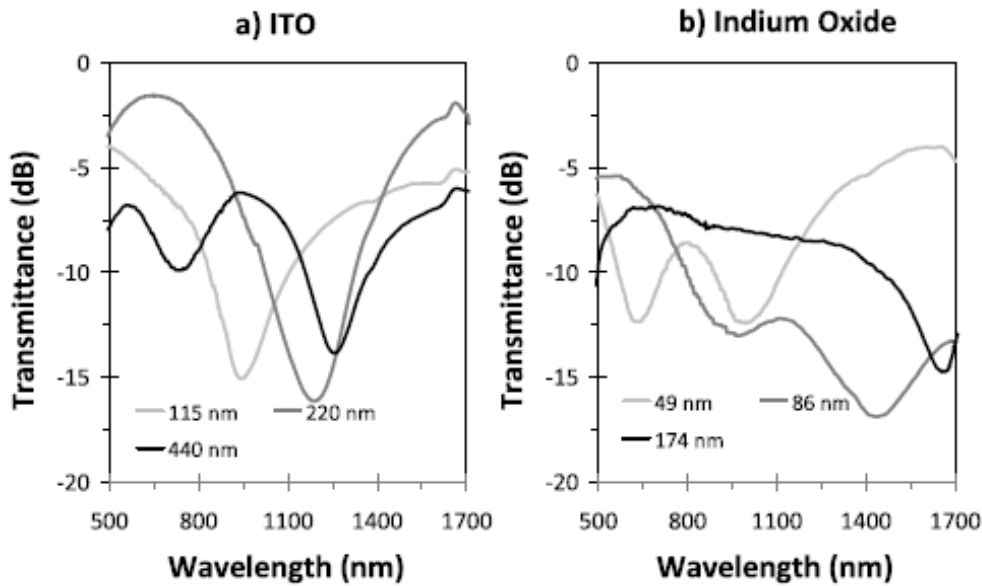 a) ITO
0
-5
-10
-15
-20
Transmittance (dB)
115 nm 220 nm
440 nm
500 800 1100 1400 1700
Wavelength (nm)
b) Indium Oxide
0
-5
-10
-15
-20
Transmittance (dB)
49 nm 86 nm
174 nm
500 800 1100 1400 1700
Wavelength (nm)